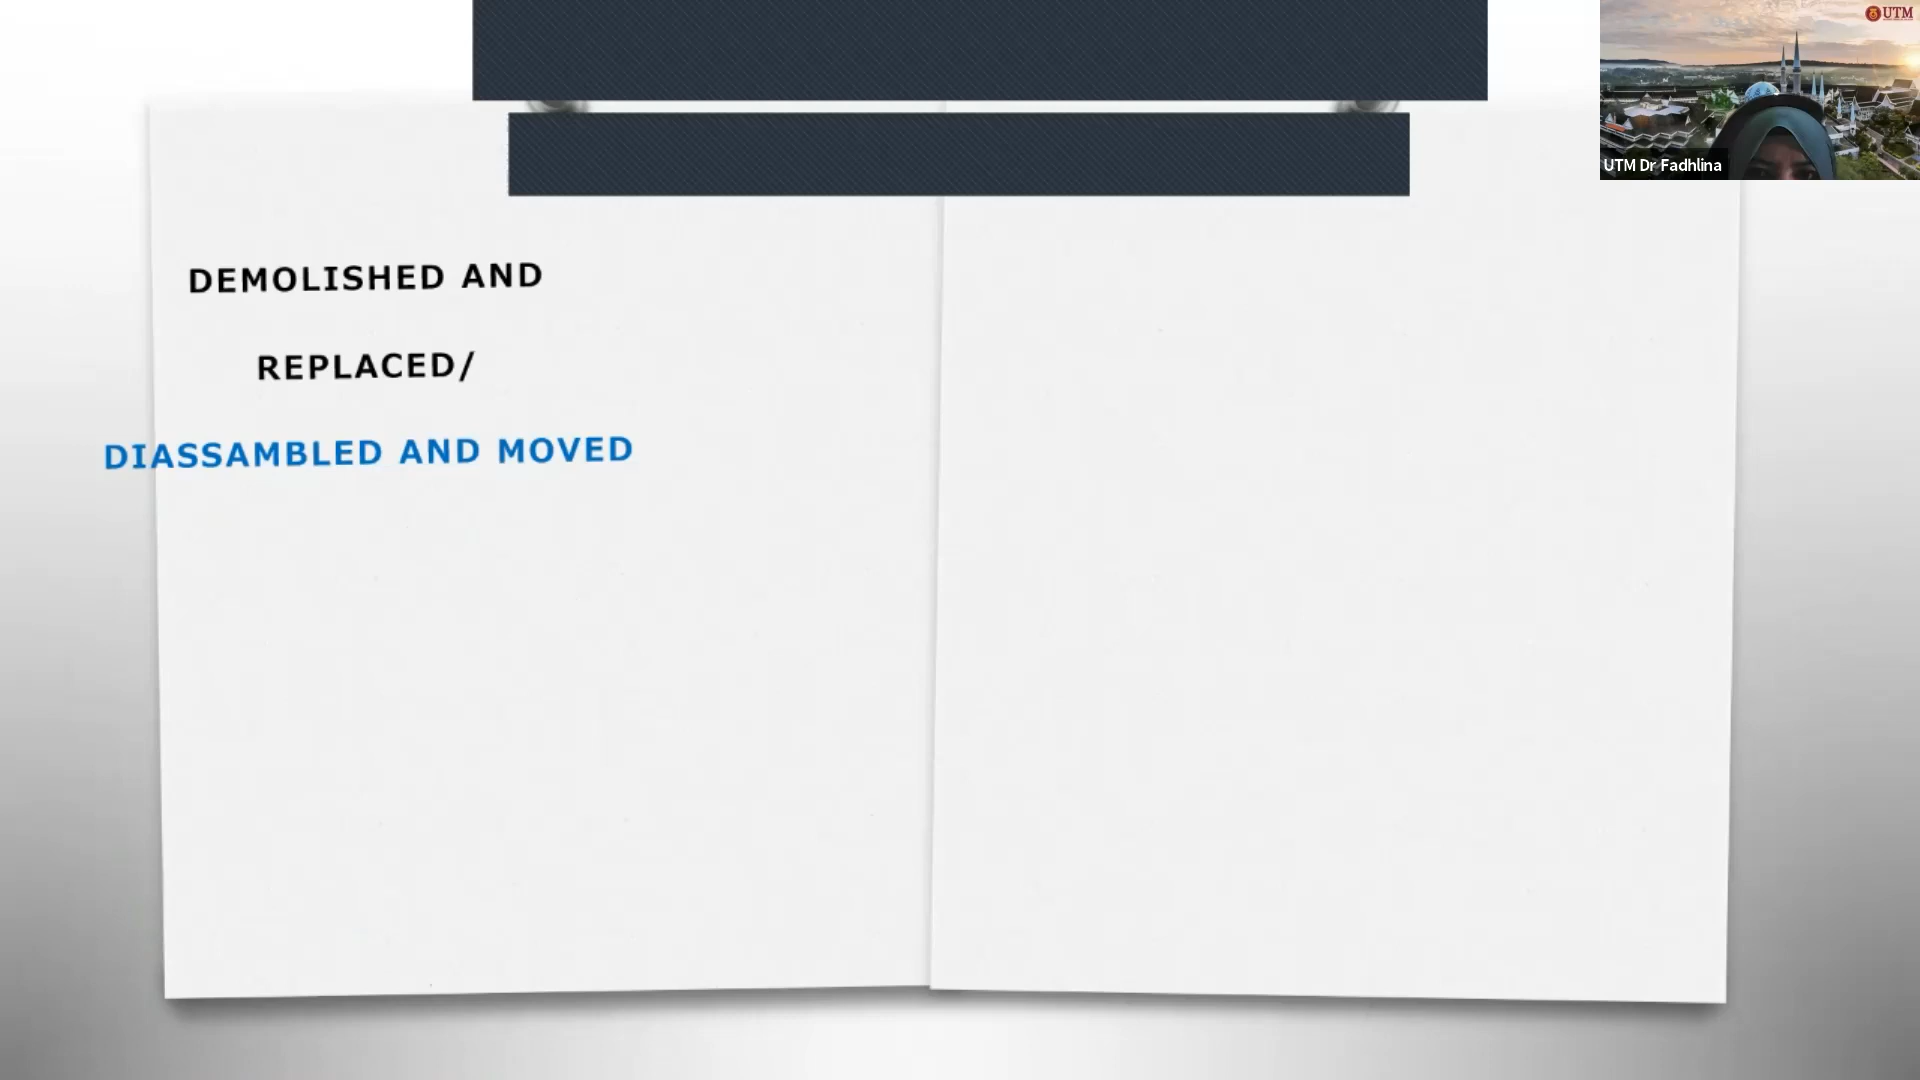 UTM
UTM Dr Fadhlina
DEMOLISHED AND
REPLACED/
DIASSAMBLED AND MOVED